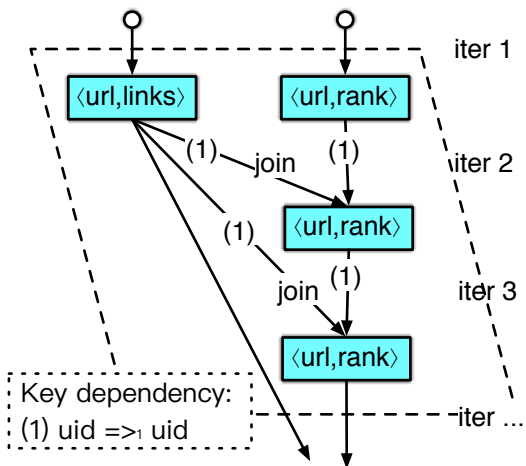 iter 1
⟨url,links⟩
⟨url,rank⟩
(1)
(1)
join
iter 2
(1)
⟨url,rank⟩
(1)
join
iter 3
⟨url,rank⟩
Key dependency:
(1) uid =>₁ uid
iter ...